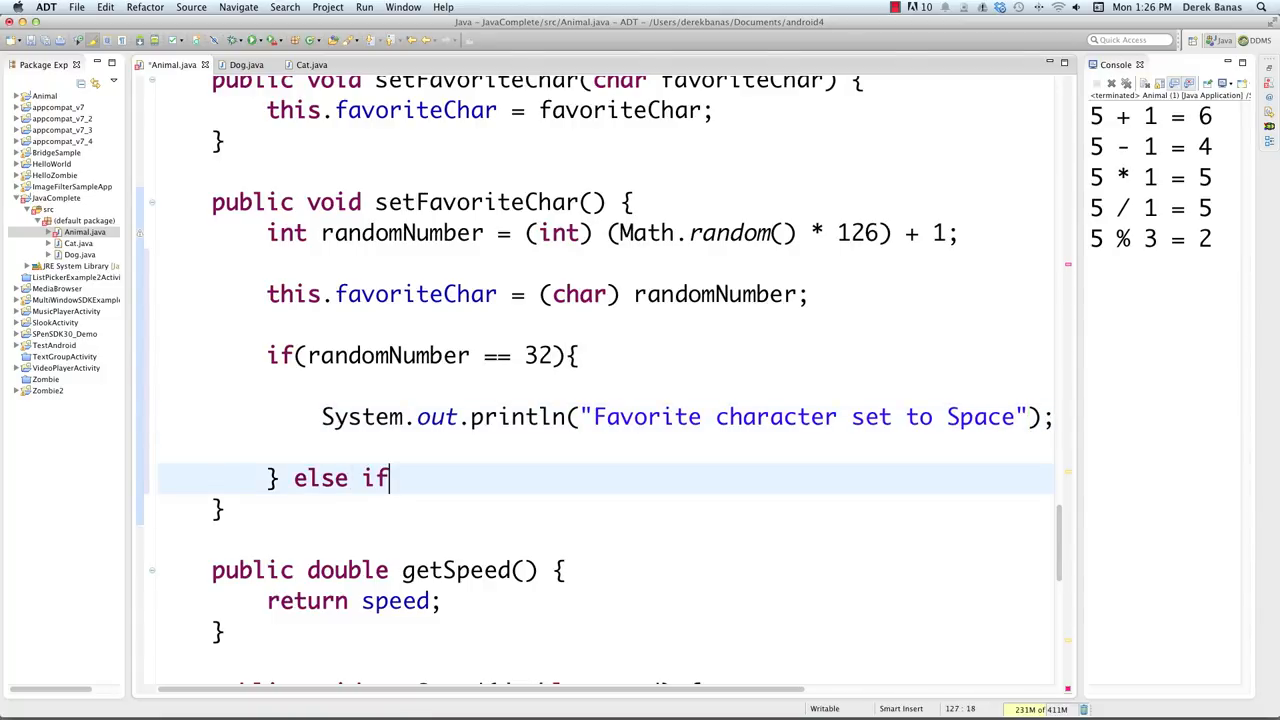 ADT File Edit Refactor Source Navigate Search Project Run Window Help
10 Mon 1:26 PM Derek Banas
Java – JavaComplete/src/Animal.java – ADT – /Users/derekbanas/Documents/android4
Quick Access Java DDMS
Package Exp
*Animal.java Dog.java Cat.java
Console
<terminated> Animal (1) [Java Application] /S
Animal
appcompat_v7
appcompat_v7_2
appcompat_v7_3
appcompat_v7_4
BridgeSample
HelloWorld
HelloZombie
ImageFilterSampleApp
JavaComplete
src
(default package)
Animal.java
Cat.java
Dog.java
JRE System Library [Ja
ListPickerExample2Activi
MediaBrowser
MultiWindowSDKExample
MusicPlayerActivity
SlookActivity
SPenSDK30_Demo
TestAndroid
TextGroupActivity
VideoPlayerActivity
Zombie
Zombie2
public void setFavoriteChar(char favoriteChar) {
this.favoriteChar = favoriteChar;
}
public void setFavoriteChar() {
int randomNumber = (int) (Math.random() * 126) + 1;
this.favoriteChar = (char) randomNumber;
if(randomNumber == 32){
System.out.println("Favorite character set to Space");
} else if
}
public double getSpeed() {
return speed;
}
5 + 1 = 6
5 - 1 = 4
5 * 1 = 5
5 / 1 = 5
5 % 3 = 2
Writable Smart Insert 127 : 18 231M of 411M